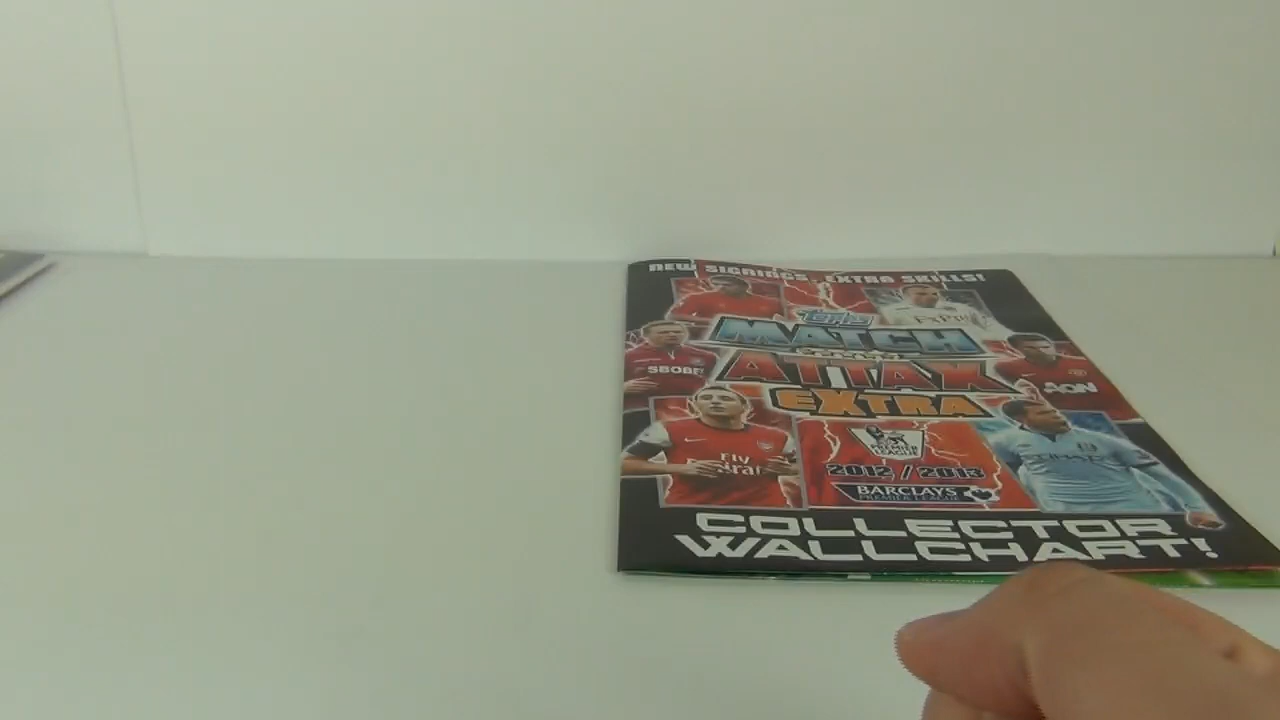 NEW SIGNINGS, EXTRA SKILLS!
Topps
MATCH
ATTAX
EXTRA
SBOBET
AON
Fly
Emirates
ETIHAD
PREMIER
LEAGUE
2012 / 2013
BARCLAYS
PREMIER LEAGUE
COLLECTOR
WALLCHART!